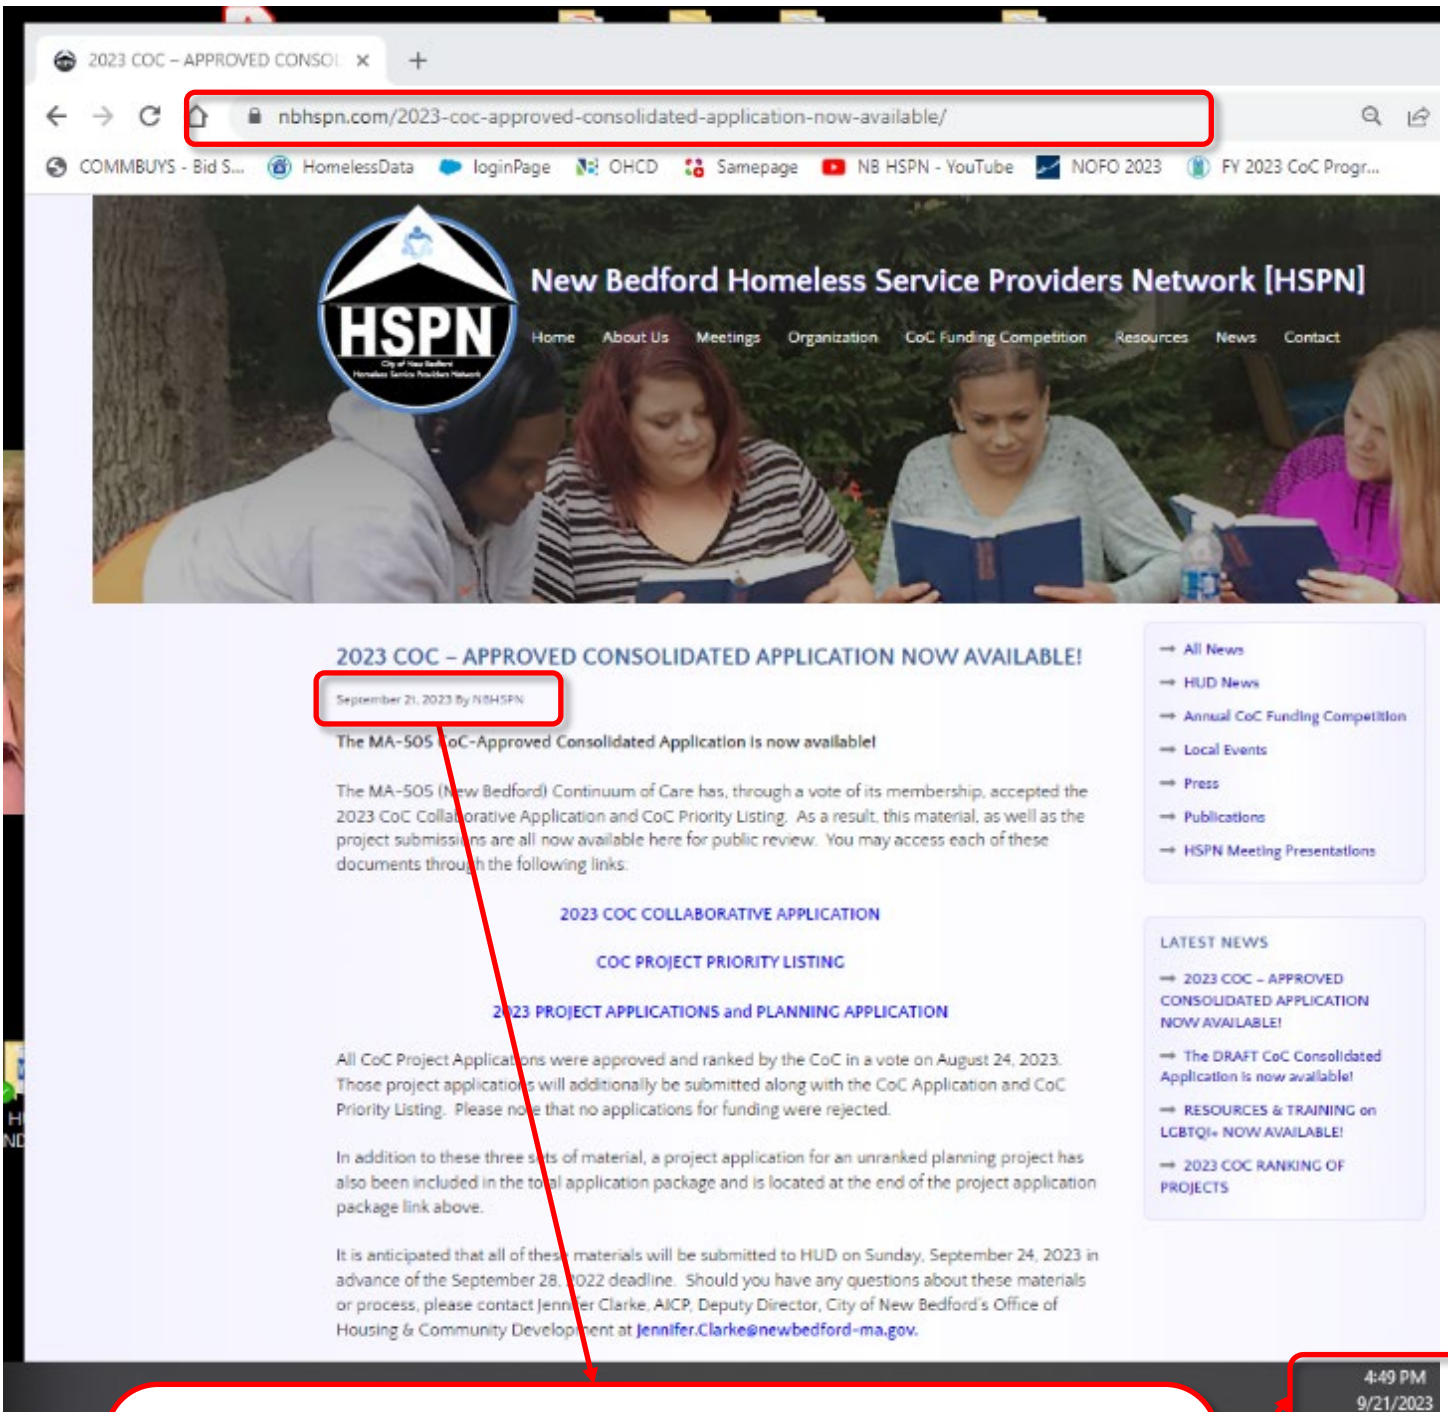 2023 COC – APPROVED CONSOL
nbhspn.com/2023-coc-approved-consolidated-application-now-available/
COMMBUYS - Bid S... HomelessData loginPage OHCD Samepage NB HSPN - YouTube NOFO 2023 FY 2023 CoC Progr...
New Bedford Homeless Service Providers Network [HSPN]
HSPN
City of New Bedford
Homeless Service Providers Network
Home About Us Meetings Organization CoC Funding Competition Resources News Contact
2023 COC – APPROVED CONSOLIDATED APPLICATION NOW AVAILABLE!
September 21, 2023 By NBHSPN
The MA-505 CoC-Approved Consolidated Application is now available!
The MA-505 (New Bedford) Continuum of Care has, through a vote of its membership, accepted the
2023 CoC Collaborative Application and CoC Priority Listing. As a result, this material, as well as the
project submissions are all now available here for public review. You may access each of these
documents through the following links:
2023 COC COLLABORATIVE APPLICATION
COC PROJECT PRIORITY LISTING
2023 PROJECT APPLICATIONS and PLANNING APPLICATION
All CoC Project Applications were approved and ranked by the CoC in a vote on August 24, 2023.
Those project applications will additionally be submitted along with the CoC Application and CoC
Priority Listing. Please note that no applications for funding were rejected.
In addition to these three sets of material, a project application for an unranked planning project has
also been included in the total application package and is located at the end of the project application
package link above.
It is anticipated that all of these materials will be submitted to HUD on Sunday, September 24, 2023 in
advance of the September 28, 2022 deadline. Should you have any questions about these materials
or process, please contact Jennifer Clarke, AICP, Deputy Director, City of New Bedford's Office of
Housing & Community Development at Jennifer.Clarke@newbedford-ma.gov.
All News
HUD News
Annual CoC Funding Competition
Local Events
Press
Publications
HSPN Meeting Presentations
LATEST NEWS
2023 COC – APPROVED
CONSOLIDATED APPLICATION
NOW AVAILABLE!
The DRAFT CoC Consolidated
Application is now available!
RESOURCES & TRAINING on
LGBTQI+ NOW AVAILABLE!
2023 COC RANKING OF
PROJECTS
4:49 PM
9/21/2023